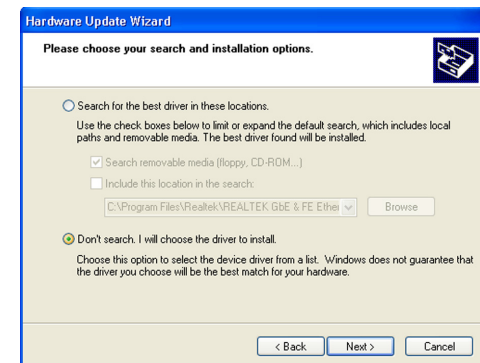 Hardware Update Wizard
Please choose your search and installation options.
Search for the best driver in these locations.
Use the check boxes below to limit or expand the default search, which includes local
paths and removable media. The best driver found will be installed.
Search removable media (floppy, CD-ROM...)
Include this location in the search:
C:\Program Files\Realtek\REALTEK GbE & FE Ether
Browse
Don't search. I will choose the driver to install.
Choose this option to select the device driver from a list. Windows does not guarantee that
the driver you choose will be the best match for your hardware.
< Back Next > Cancel